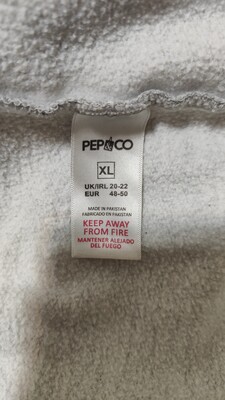 PEP&CO
XL
UK/IRL 20-22
EUR 48-50
MADE IN PAKISTAN
FABRICADO EN PAKISTAN
KEEP AWAY
FROM FIRE
MANTENER ALEJADO
DEL FUEGO